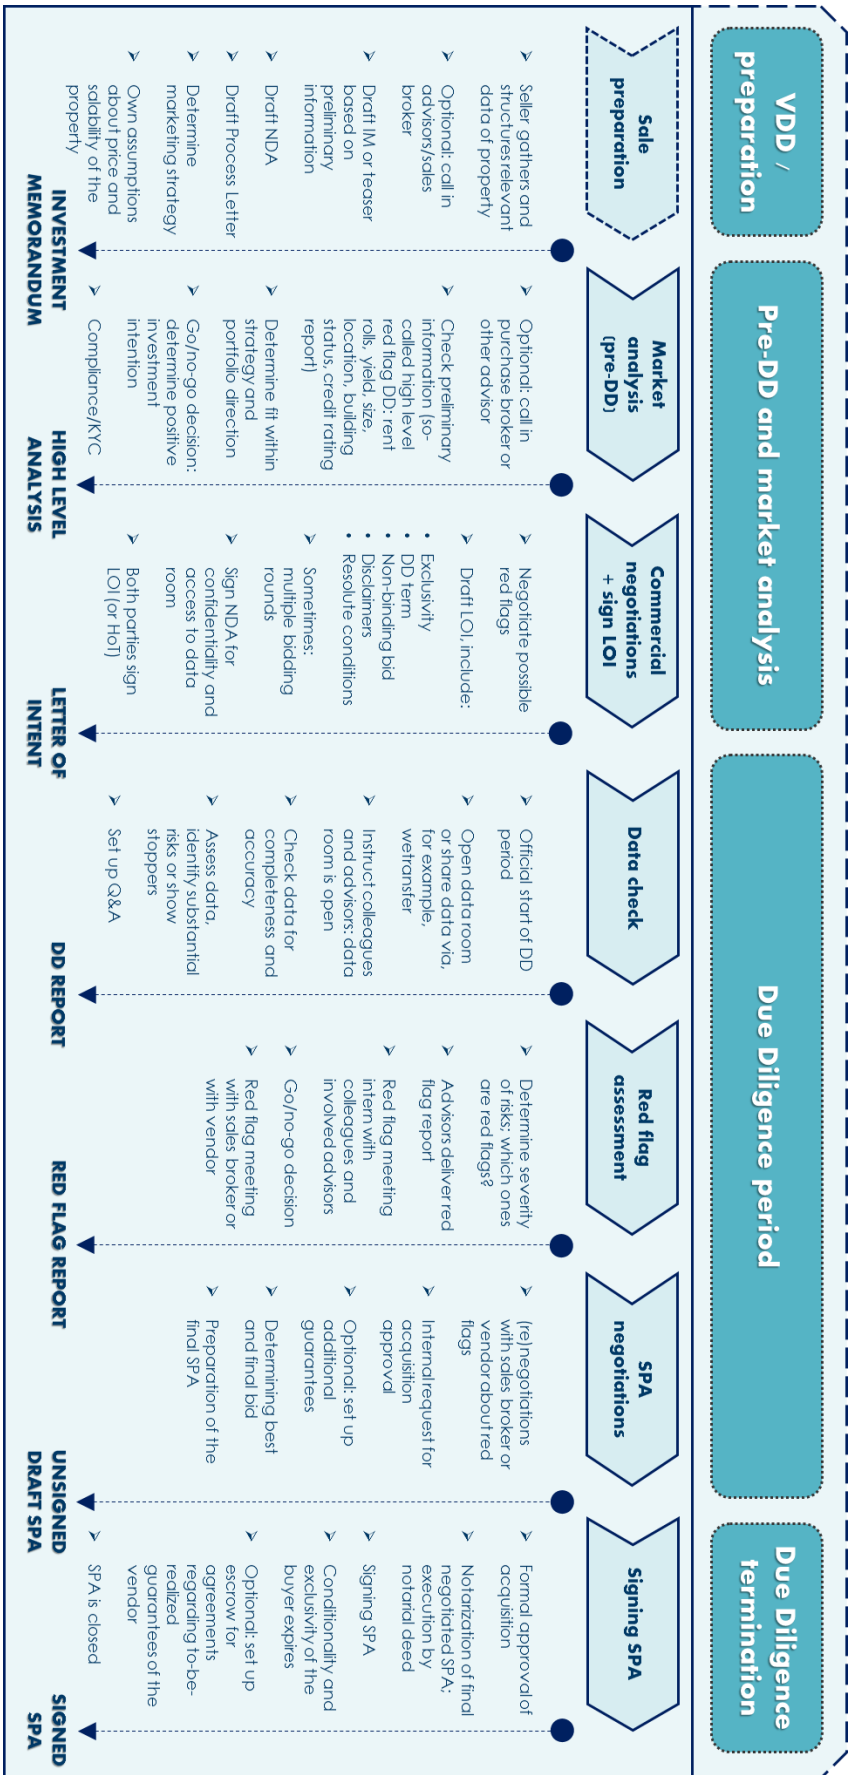 VDD /
preparation
Pre-DD and market analysis
Due Diligence period
Due Diligence
termination
Sale
preparation
Market
analysis
(pre-DD)
Commercial
negotiations
+ sign LOI
Data check
Red flag
assessment
SPA
negotiations
Signing SPA
Seller gathers and
structures relevant
data of property
Optional: call in
advisors/sales
broker
Draft IM or teaser
based on
preliminary
information
Draft NDA
Draft Process Letter
Determine
marketing strategy
Own assumptions
about price and
salability of the
property
Optional: call in
purchase broker or
other advisor
Check preliminary
information (so-
called high level
red flag DD: rent
rolls, yield, size,
location, building
status, credit rating
report)
Determine fit within
strategy and
portfolio direction
Go/no-go decision:
determine positive
investment
intention
Compliance/KYC
Negotiate possible
red flags
Draft LOI, include:
• Exclusivity
• DD term
• Non-binding bid
• Disclaimers
• Resolute conditions
Sometimes:
multiple bidding
rounds
Sign NDA for
confidentiality and
access to data
room
Both parties sign
LOI (or HoT)
Official start of DD
period
Open data room
or share data via,
for example,
wetransfer
Instruct colleagues
and advisors: data
room is open
Check data for
completeness and
accuracy
Assess data,
identify substantial
risks or show
stoppers
Set up Q&A
Determine severity
of risks: which ones
are red flags?
Advisors deliver red
flag report
Red flag meeting
intern with
colleagues and
involved advisors
Go/no-go decision
Red flag meeting
with sales broker or
with vendor
(re)negotiations
with sales broker or
vendor about red
flags
Internal request for
acquisition
approval
Optional: set up
additional
guarantees
Determining best
and final bid
Preparation of the
final SPA
Formal approval of
acquisition
Notarization of final
negotiated SPA;
execution by
notarial deed
Signing SPA
Conditionality and
exclusivity of the
buyer expires
Optional: set up
escrow for
agreements
regarding to-be-
realized
guarantees of the
vendor
SPA is closed
INVESTMENT
MEMORANDUM
HIGH LEVEL
ANALYSIS
LETTER OF
INTENT
DD REPORT
RED FLAG REPORT
UNSIGNED
DRAFT SPA
SIGNED
SPA